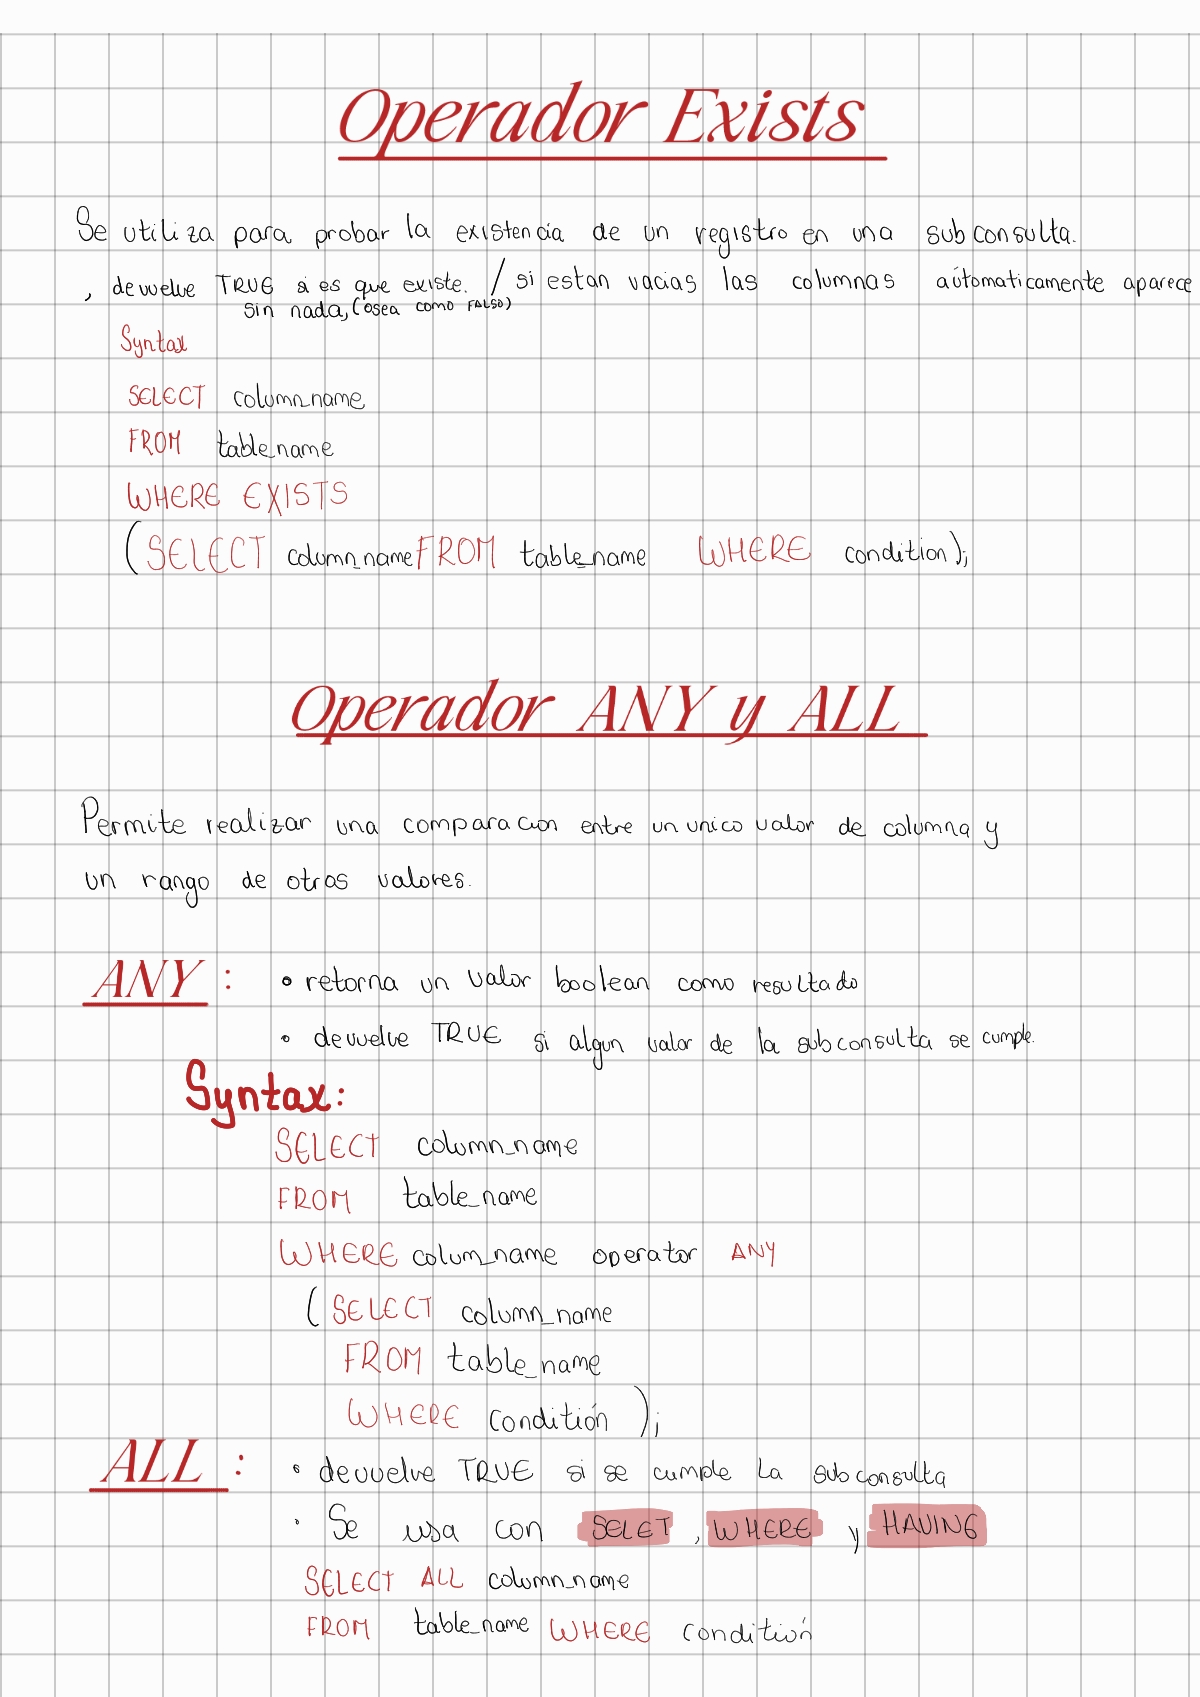 Operador Exists
Se utiliza para probar la existencia de un registro en una subconsulta.
, devuelve TRUE si es que existe. / si estan vacias las columnas aútomaticamente aparece
sin nada, (osea como FALSO)
Syntax
SELECT column_name
FROM table_name
WHERE EXISTS
(SELECT column_name FROM table_name WHERE condition);
Operador ANY y ALL
Permite realizar una comparacion entre un unico valor de columna y
un rango de otros valores.
ANY : • retorna un valor boolean como resultado
• devuelve TRUE si algun valor de la subconsulta se cumple.
Syntax:
SELECT column_name
FROM table_name
WHERE colum_name operator ANY
(SELECT column_name
FROM table_name
WHERE conditión );
ALL : • devuelve TRUE si se cumple la subconsulta
• Se usa con SELET , WHERE y HAVING
SELECT ALL column_name
FROM table_name WHERE conditión